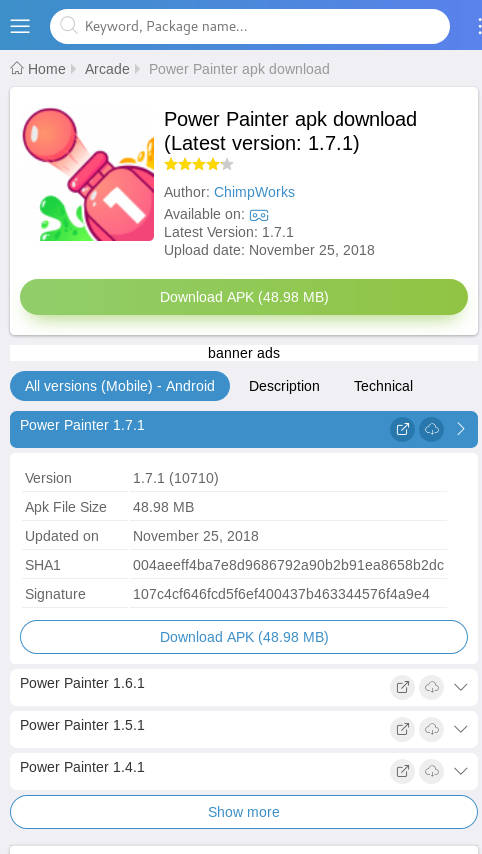 Keyword, Package name...
Home Arcade Power Painter apk download
Power Painter apk download
(Latest version: 1.7.1)
Author: ChimpWorks
Available on:
Latest Version: 1.7.1
Upload date: November 25, 2018
1
Download APK (48.98 MB)
banner ads
All versions (Mobile) - Android Description Technical
Power Painter 1.7.1
Version 1.7.1 (10710)
Apk File Size 48.98 MB
Updated on November 25, 2018
SHA1 004aeeff4ba7e8d9686792a90b2b91ea8658b2dc
Signature 107c4cf646fcd5f6ef400437b463344576f4a9e4
Download APK (48.98 MB)
Power Painter 1.6.1
Power Painter 1.5.1
Power Painter 1.4.1
Show more